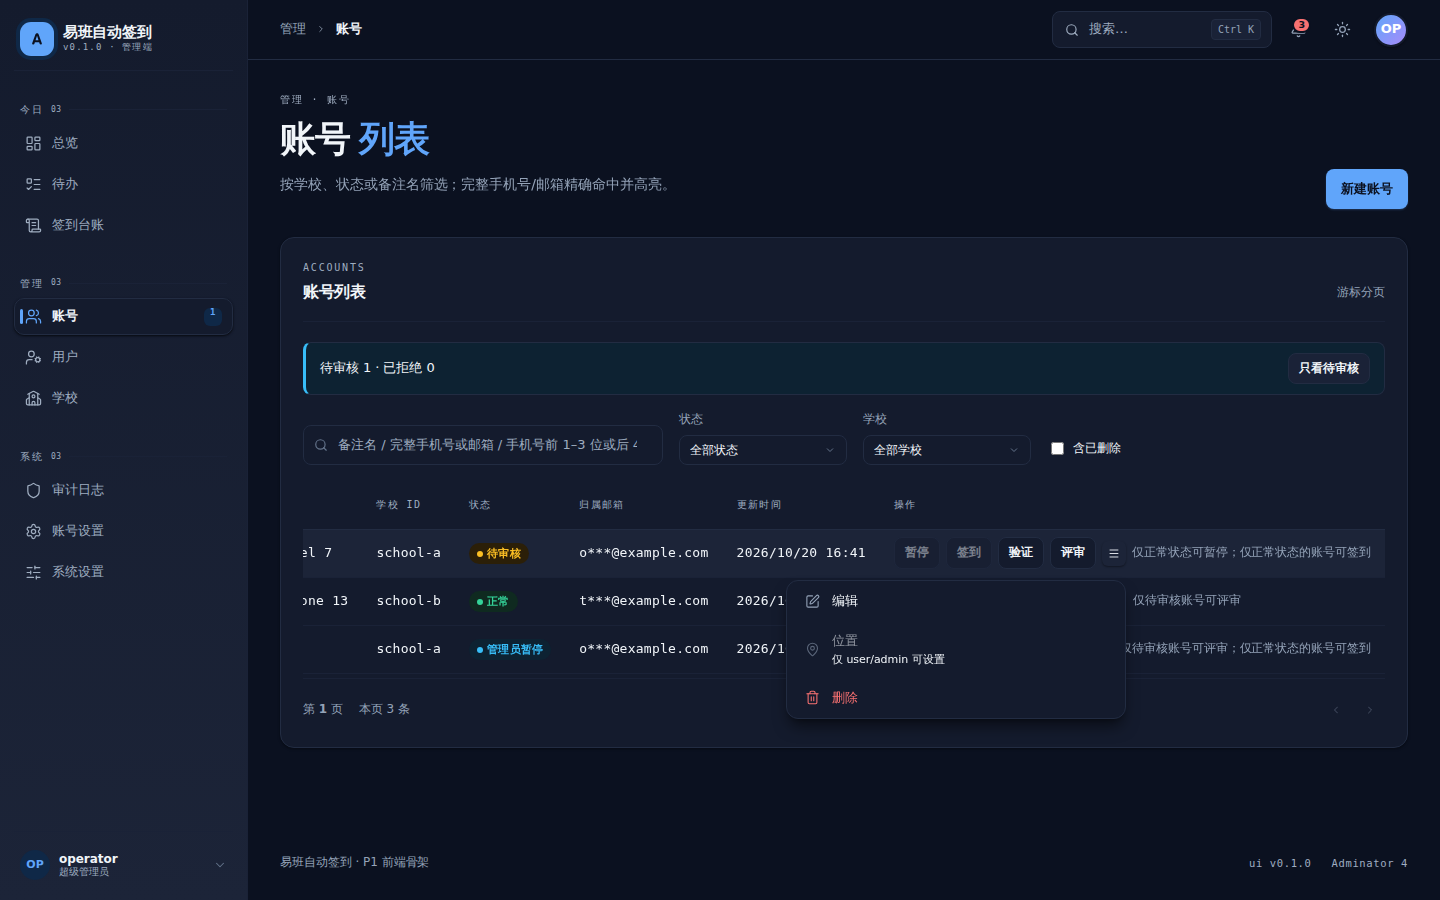 A
易班自动签到
v0.1.0 · 管理端
今日 03
总览
待办
签到台账
管理 03
账号 1
用户
学校
系统 03
审计日志
账号设置
系统设置
OP
operator
超级管理员
管理 › 账号
搜索… Ctrl K
3
OP
管理 · 账号
账号 列表
按学校、状态或备注名筛选；完整手机号/邮箱精确命中并高亮。
新建账号
ACCOUNTS
账号列表
游标分页
待审核 1 · 已拒绝 0
只看待审核
备注名 / 完整手机号或邮箱 / 手机号前 1–3 位或后 4
状态
全部状态
学校
全部学校
含已删除
学校 ID 状态 归属邮箱 更新时间 操作
el 7 school-a 待审核 o***@example.com 2026/10/20 16:41 暂停 签到 验证 评审 仅正常状态可暂停；仅正常状态的账号可签到
one 13 school-b 正常 t***@example.com 2026/1 仅待审核账号可评审
school-a 管理员暂停 o***@example.com 2026/1 仅待审核账号可评审；仅正常状态的账号可签到
编辑
位置
仅 user/admin 可设置
删除
第 1 页 本页 3 条
易班自动签到 · P1 前端骨架
ui v0.1.0 Adminator 4